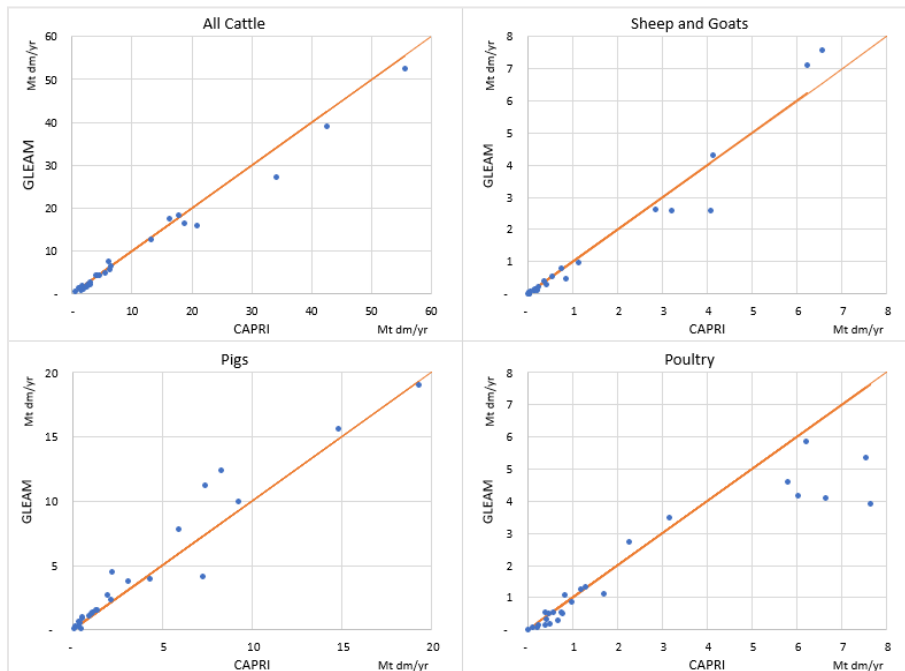 All Cattle
Mt dm/yr
60
50
40
30
20
10
-
GLEAM
- 10 20 30 40 50 60
CAPRI Mt dm/yr
Sheep and Goats
Mt dm/yr
8
7
6
5
4
3
2
1
-
GLEAM
- 1 2 3 4 5 6 7 8
CAPRI Mt dm/yr
Pigs
Mt dm/yr
20
15
10
5
-
GLEAM
- 5 10 15 20
CAPRI Mt dm/yr
Poultry
Mt dm/yr
8
7
6
5
4
3
2
1
-
GLEAM
- 1 2 3 4 5 6 7 8
CAPRI Mt dm/yr